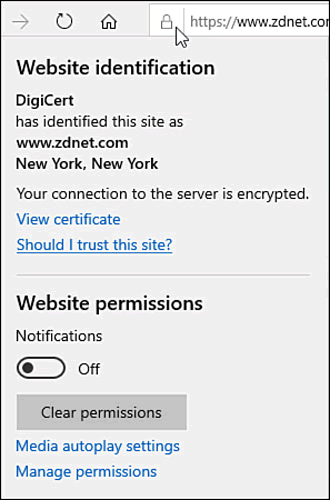 https://www.zdnet.com
Website identification
DigiCert
has identified this site as
www.zdnet.com
New York, New York
Your connection to the server is encrypted.
View certificate
Should I trust this site?
Website permissions
Notifications
Off
Clear permissions
Media autoplay settings
Manage permissions